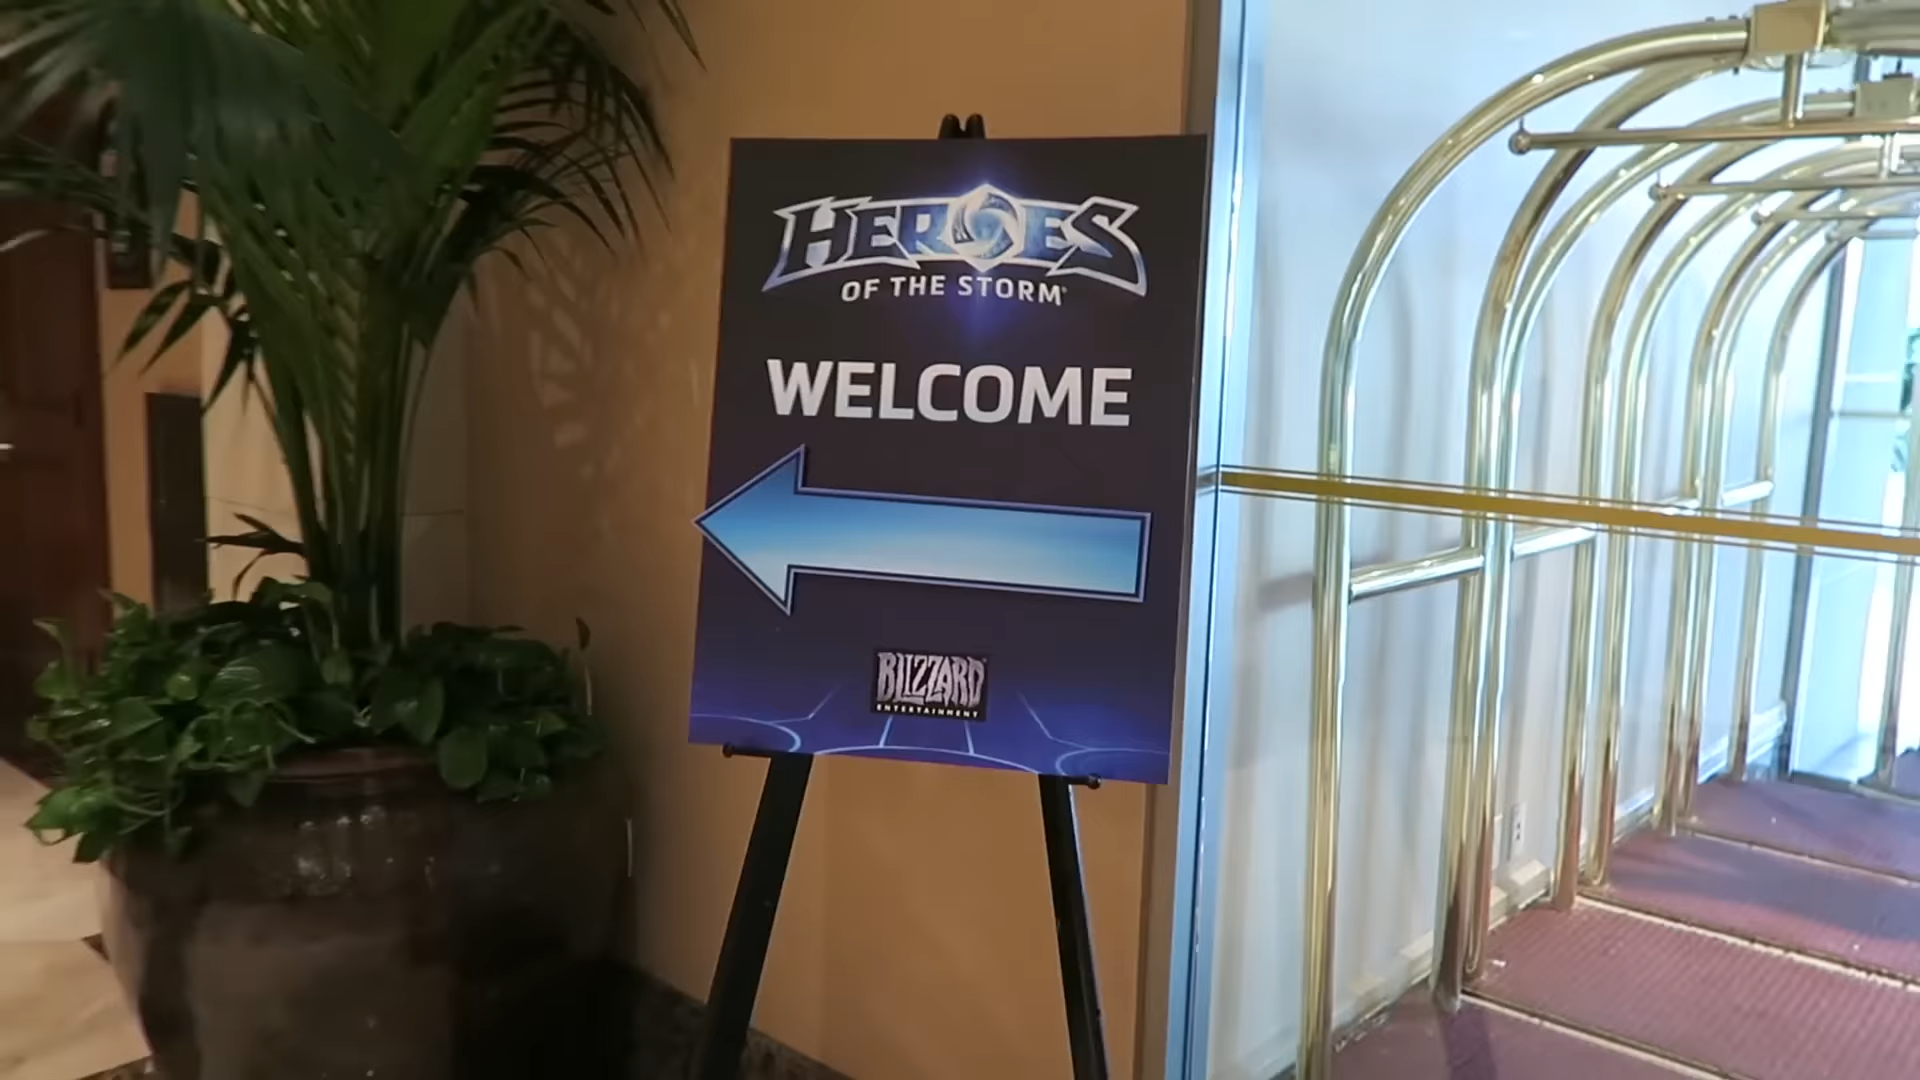 HEROES
OF THE STORM
WELCOME
BLIZZARD
ENTERTAINMENT